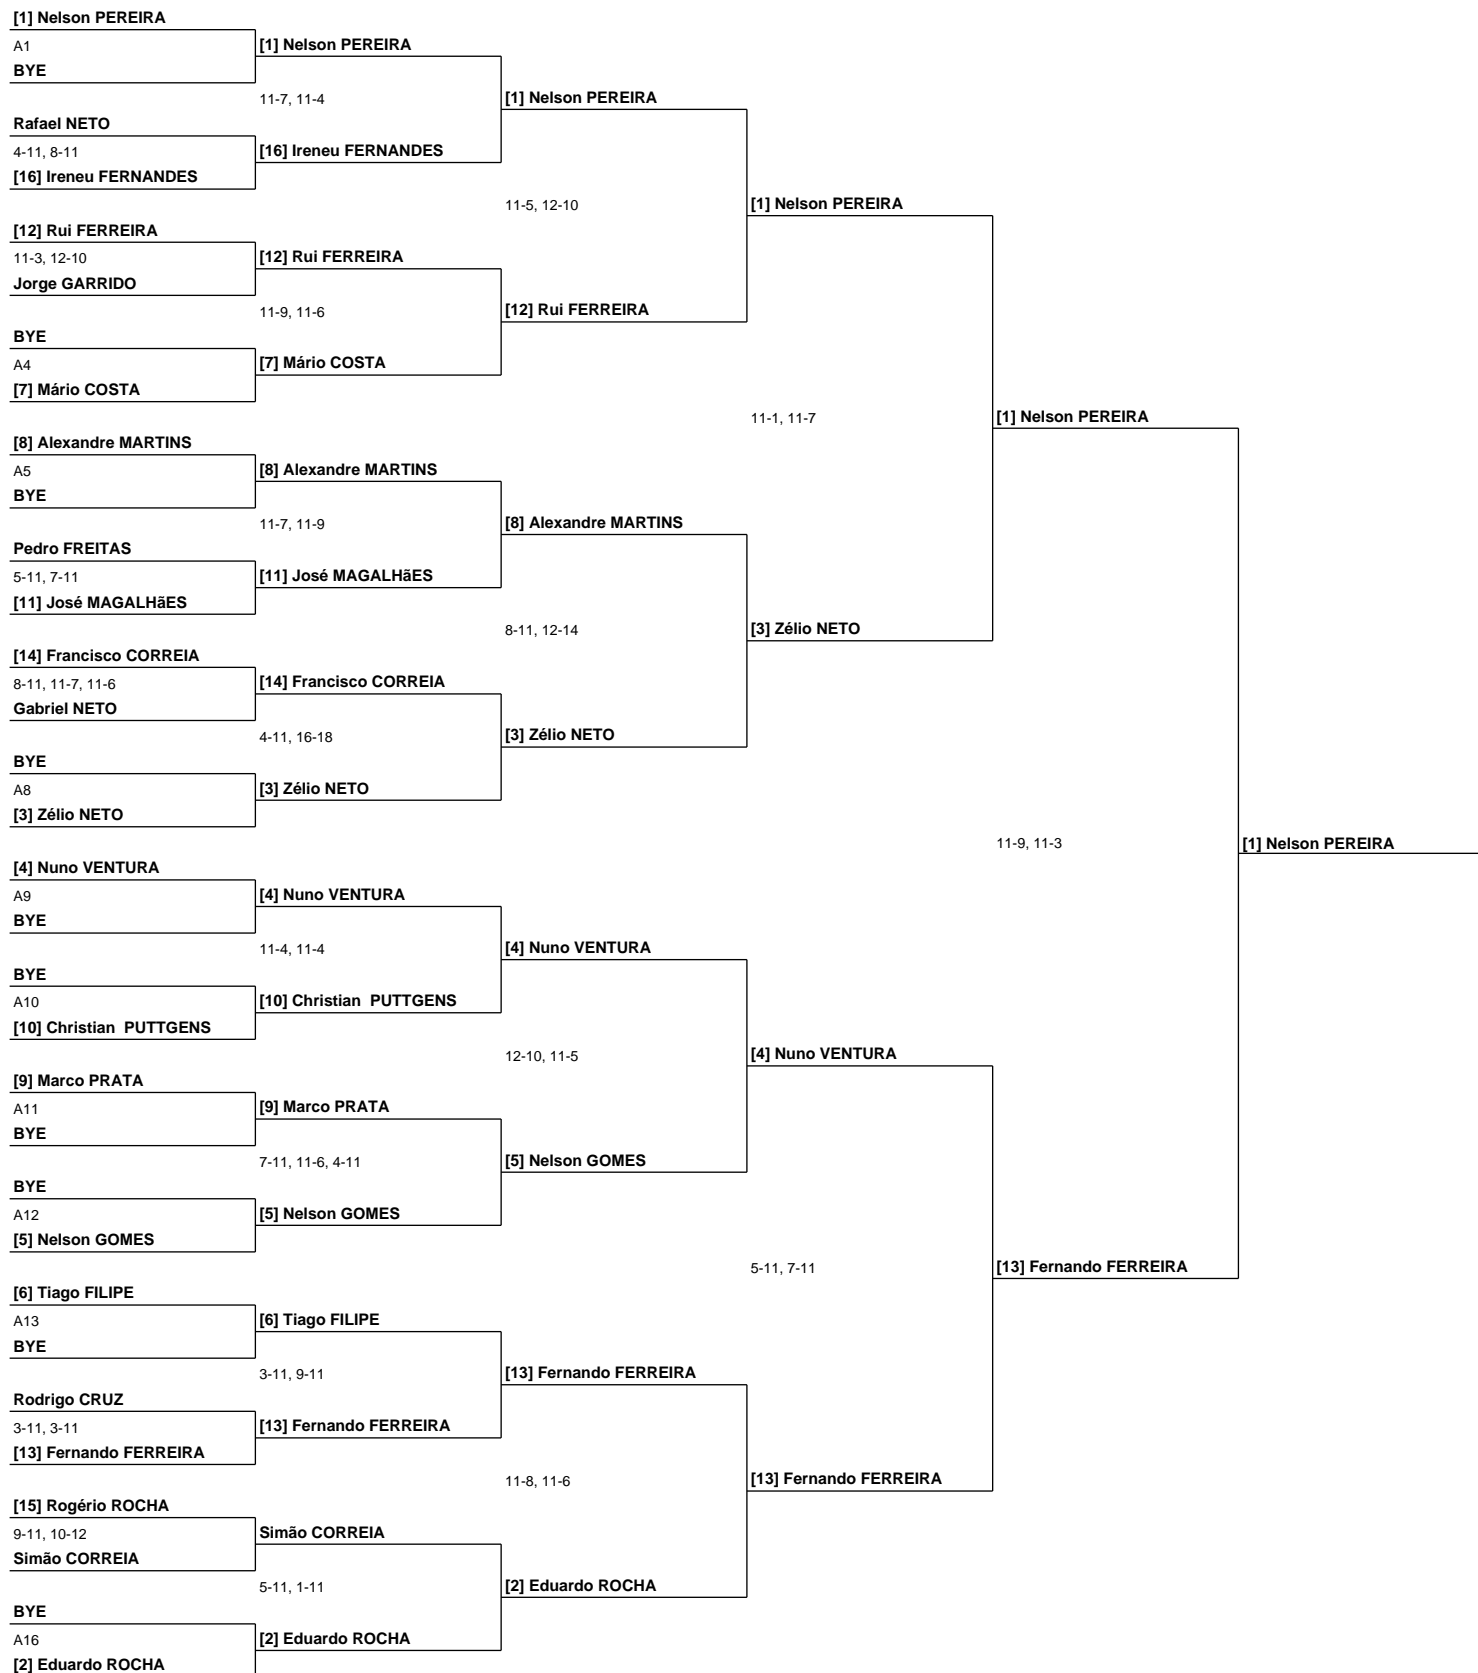 [1] Nelson PEREIRA
A1
BYE
Rafael NETO
4-11, 8-11
[16] Ireneu FERNANDES
[12] Rui FERREIRA
11-3, 12-10
Jorge GARRIDO
BYE
A4
[7] Mário COSTA
[8] Alexandre MARTINS
A5
BYE
Pedro FREITAS
5-11, 7-11
[11] José MAGALHãES
[14] Francisco CORREIA
8-11, 11-7, 11-6
Gabriel NETO
BYE
A8
[3] Zélio NETO
[4] Nuno VENTURA
A9
BYE
BYE
A10
[10] Christian  PUTTGENS
[9] Marco PRATA
A11
BYE
BYE
A12
[5] Nelson GOMES
[6] Tiago FILIPE
A13
BYE
Rodrigo CRUZ
3-11, 3-11
[13] Fernando FERREIRA
[15] Rogério ROCHA
9-11, 10-12
Simão CORREIA
BYE
A16
[2] Eduardo ROCHA
[1] Nelson PEREIRA
11-7, 11-4
[16] Ireneu FERNANDES
[12] Rui FERREIRA
11-9, 11-6
[7] Mário COSTA
[8] Alexandre MARTINS
11-7, 11-9
[11] José MAGALHãES
[14] Francisco CORREIA
4-11, 16-18
[3] Zélio NETO
[4] Nuno VENTURA
11-4, 11-4
[10] Christian  PUTTGENS
[9] Marco PRATA
7-11, 11-6, 4-11
[5] Nelson GOMES
[6] Tiago FILIPE
3-11, 9-11
[13] Fernando FERREIRA
Simão CORREIA
5-11, 1-11
[2] Eduardo ROCHA
[1] Nelson PEREIRA
11-5, 12-10
[12] Rui FERREIRA
[8] Alexandre MARTINS
8-11, 12-14
[3] Zélio NETO
[4] Nuno VENTURA
12-10, 11-5
[5] Nelson GOMES
[13] Fernando FERREIRA
11-8, 11-6
[2] Eduardo ROCHA
[1] Nelson PEREIRA
11-1, 11-7
[3] Zélio NETO
[4] Nuno VENTURA
5-11, 7-11
[13] Fernando FERREIRA
[1] Nelson PEREIRA
11-9, 11-3
[13] Fernando FERREIRA
[1] Nelson PEREIRA